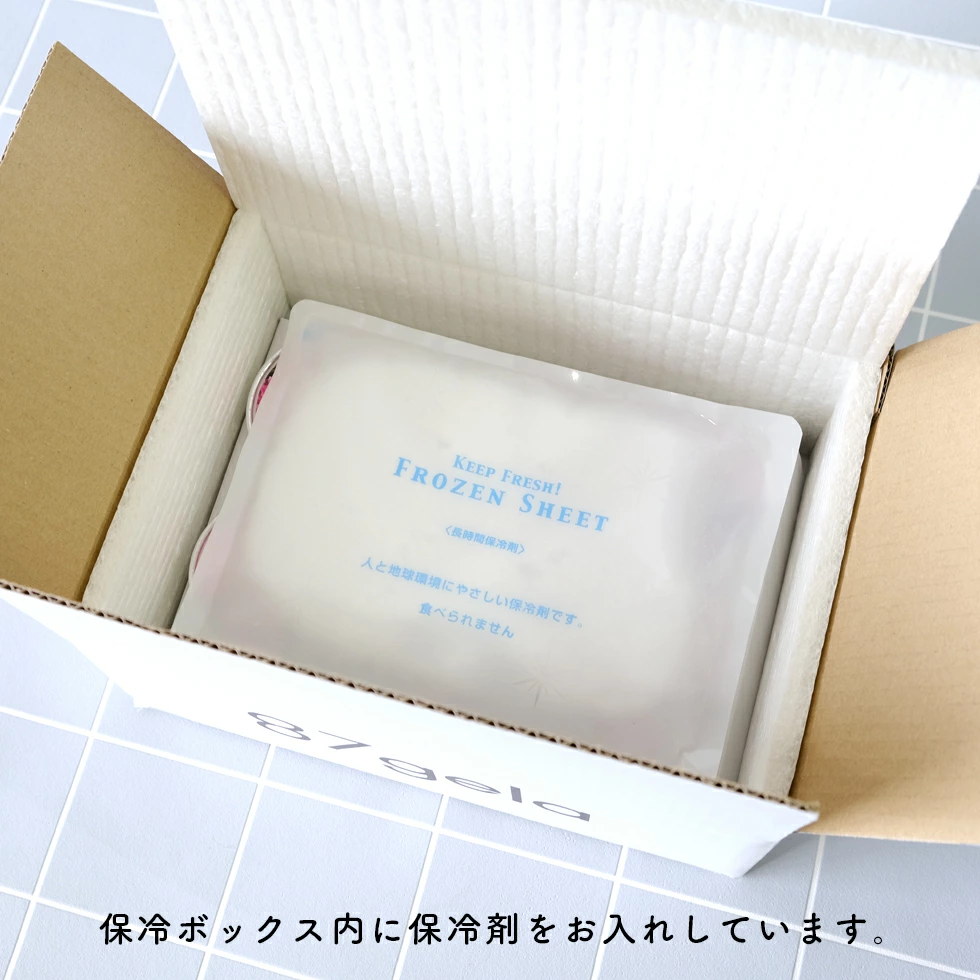 KEEP FRESH!
FROZEN SHEET
〈長時間保冷剤〉
人と地球環境にやさしい保冷剤です。
食べられません
87gela
保冷ボックス内に保冷剤をお入れしています。